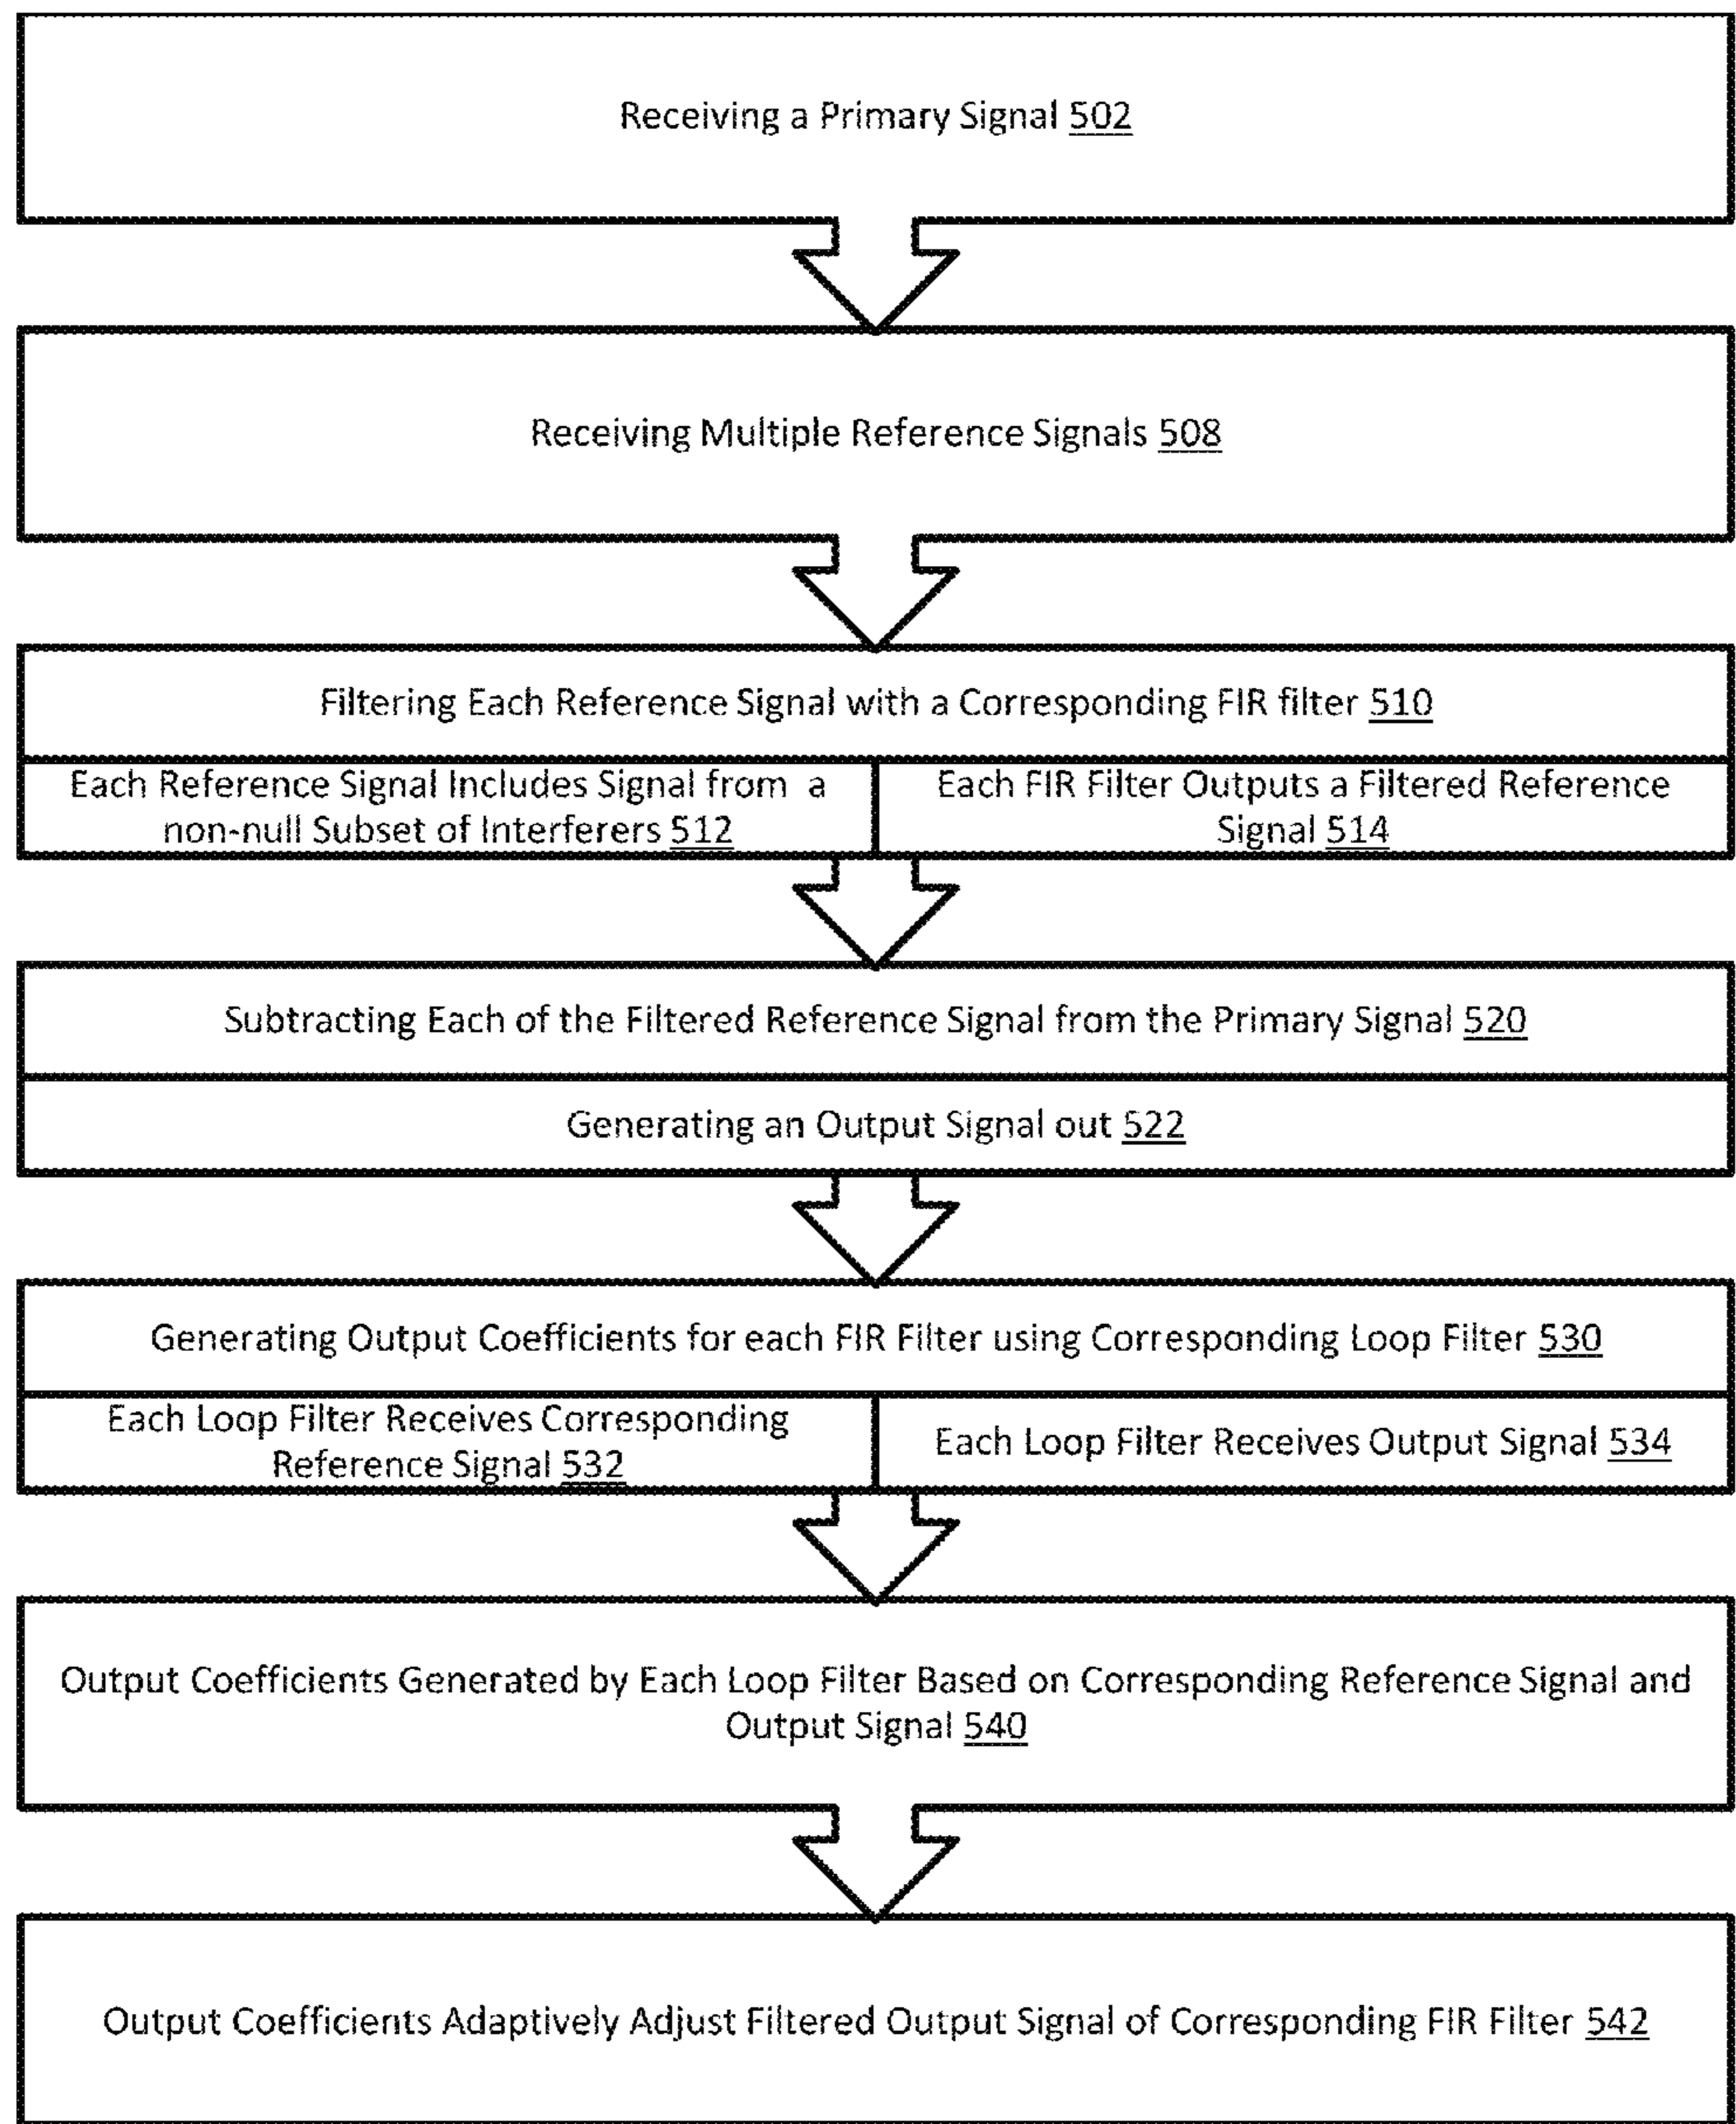 Receiving a Primary Signal 502
Receiving Multiple Reference Signals 508
Filtering Each Reference Signal with a Corresponding FIR filter 510
Each Reference Signal Includes Signal from a
non-null Subset of Interferers 512
Each FIR Filter Outputs a Filtered Reference
Signal 514
Subtracting Each of the Filtered Reference Signal from the Primary Signal 520
Generating an Output Signal out 522
Generating Output Coefficients for each FIR Filter using Corresponding Loop Filter 530
Each Loop Filter Receives Corresponding
Reference Signal 532
Each Loop Filter Receives Output Signal 534
Output Coefficients Generated by Each Loop Filter Based on Corresponding Reference Signal and
Output Signal 540
Output Coefficients Adaptively Adjust Filtered Output Signal of Corresponding FIR Filter 542